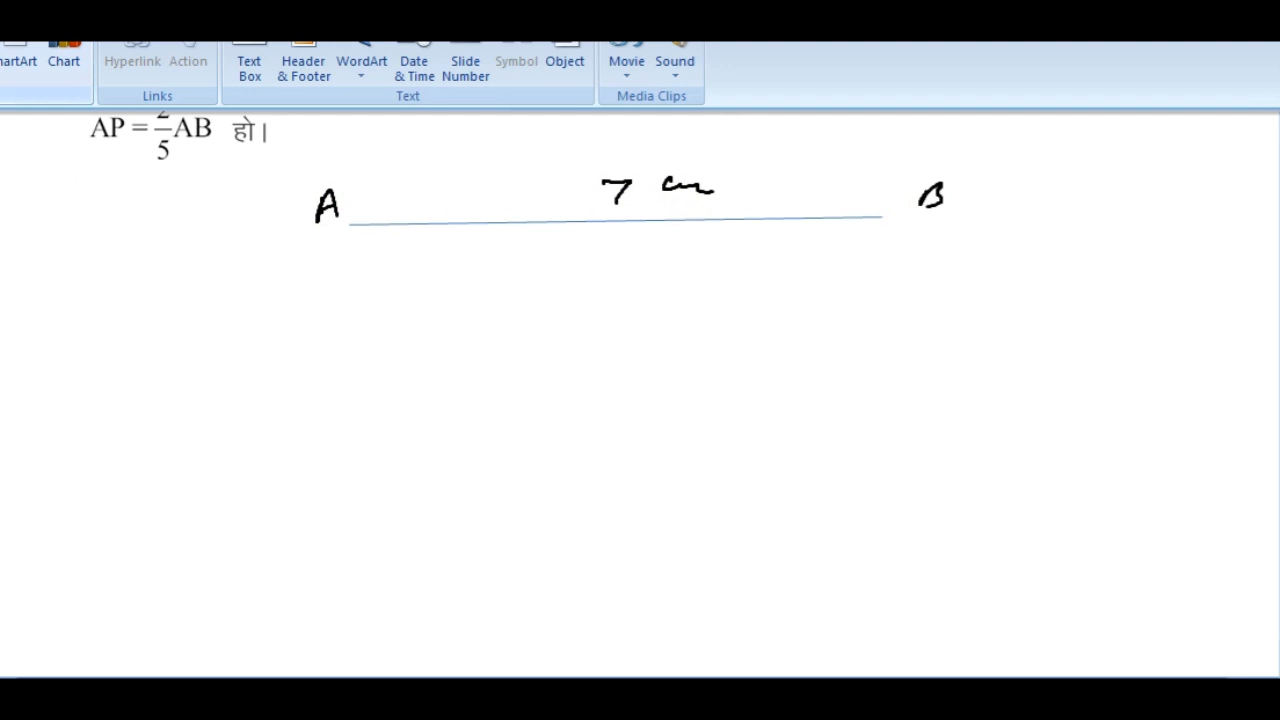 artArt Chart Hyperlink Action Text Box Header & Footer WordArt Date & Time Slide Number Symbol Object Movie Sound
Links Text Media Clips
AP = 2/5 AB हो।
A 7 cm B